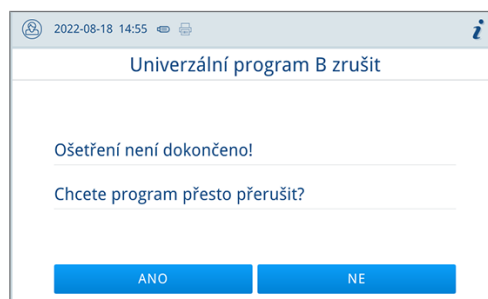 2022-08-18 14:55
i
Univerzální program B zrušit
Ošetření není dokončeno!
Chcete program přesto přerušit?
ANO
NE